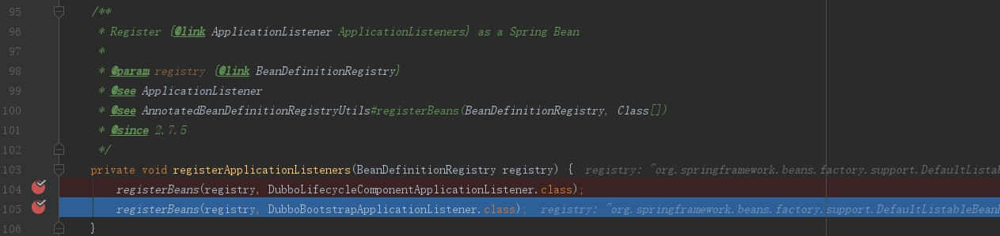 95 /**
96 * Register {@link ApplicationListener ApplicationListeners} as a Spring Bean
97 *
98 * @param registry {@link BeanDefinitionRegistry}
99 * @see ApplicationListener
100 * @see AnnotatedBeanDefinitionRegistryUtils#registerBeans(BeanDefinitionRegistry, Class[])
101 * @since 2.7.5
102 */
103 private void registerApplicationListeners(BeanDefinitionRegistry registry) { registry: "org.springframework.beans.factory.support.DefaultLista
104 registerBeans(registry, DubboLifecycleComponentApplicationListener.class);
105 registerBeans(registry, DubboBootstrapApplicationListener.class); registry: "org.springframework.beans.factory.support.DefaultListableBean
106 }